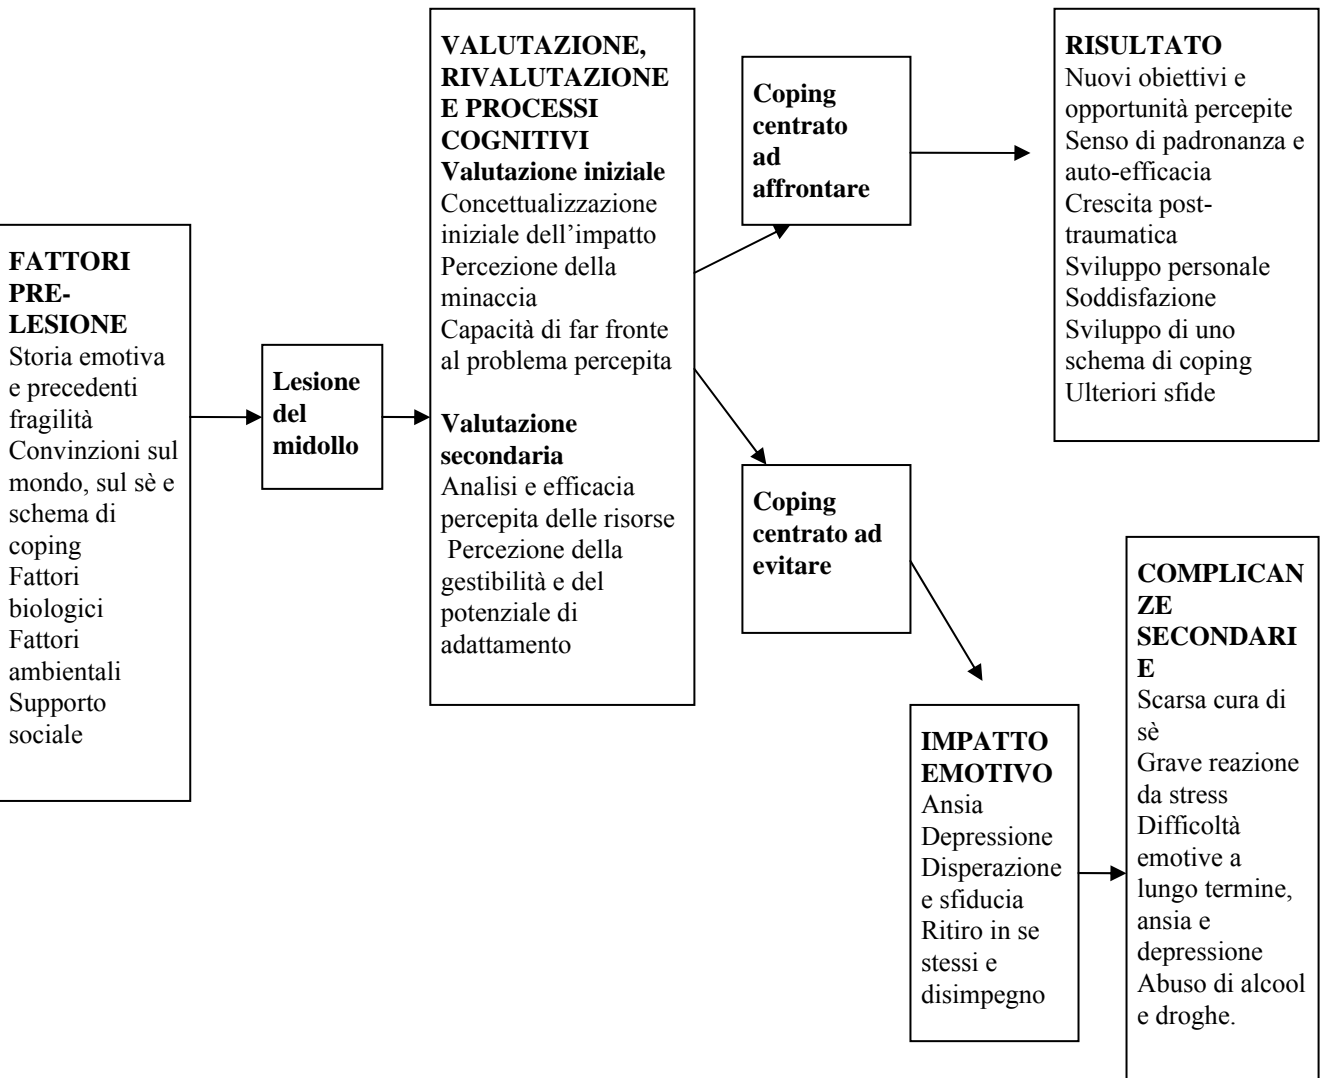 FATTORI
PRE-
LESIONE
Storia emotiva
e precedenti
fragilità
Convinzioni sul
mondo, sul sè e
schema di
coping
Fattori
biologici
Fattori
ambientali
Supporto
sociale
Lesione
del
midollo
VALUTAZIONE,
RIVALUTAZIONE
E PROCESSI
COGNITIVI
Valutazione iniziale
Concettualizzazione
iniziale dell’impatto
Percezione della
minaccia
Capacità di far fronte
al problema percepita
Valutazione
secondaria
Analisi e efficacia
percepita delle risorse
Percezione della
gestibilità e del
potenziale di
adattamento
Coping
centrato
ad
affrontare
RISULTATO
Nuovi obiettivi e
opportunità percepite
Senso di padronanza e
auto-efficacia
Crescita post-
traumatica
Sviluppo personale
Soddisfazione
Sviluppo di uno
schema di coping
Ulteriori sfide
Coping
centrato ad
evitare
IMPATTO
EMOTIVO
Ansia
Depressione
Disperazione
e sfiducia
Ritiro in se
stessi e
disimpegno
COMPLICAN
ZE
SECONDARI
E
Scarsa cura di
sè
Grave reazione
da stress
Difficoltà
emotive a
lungo termine,
ansia e
depressione
Abuso di alcool
e droghe.